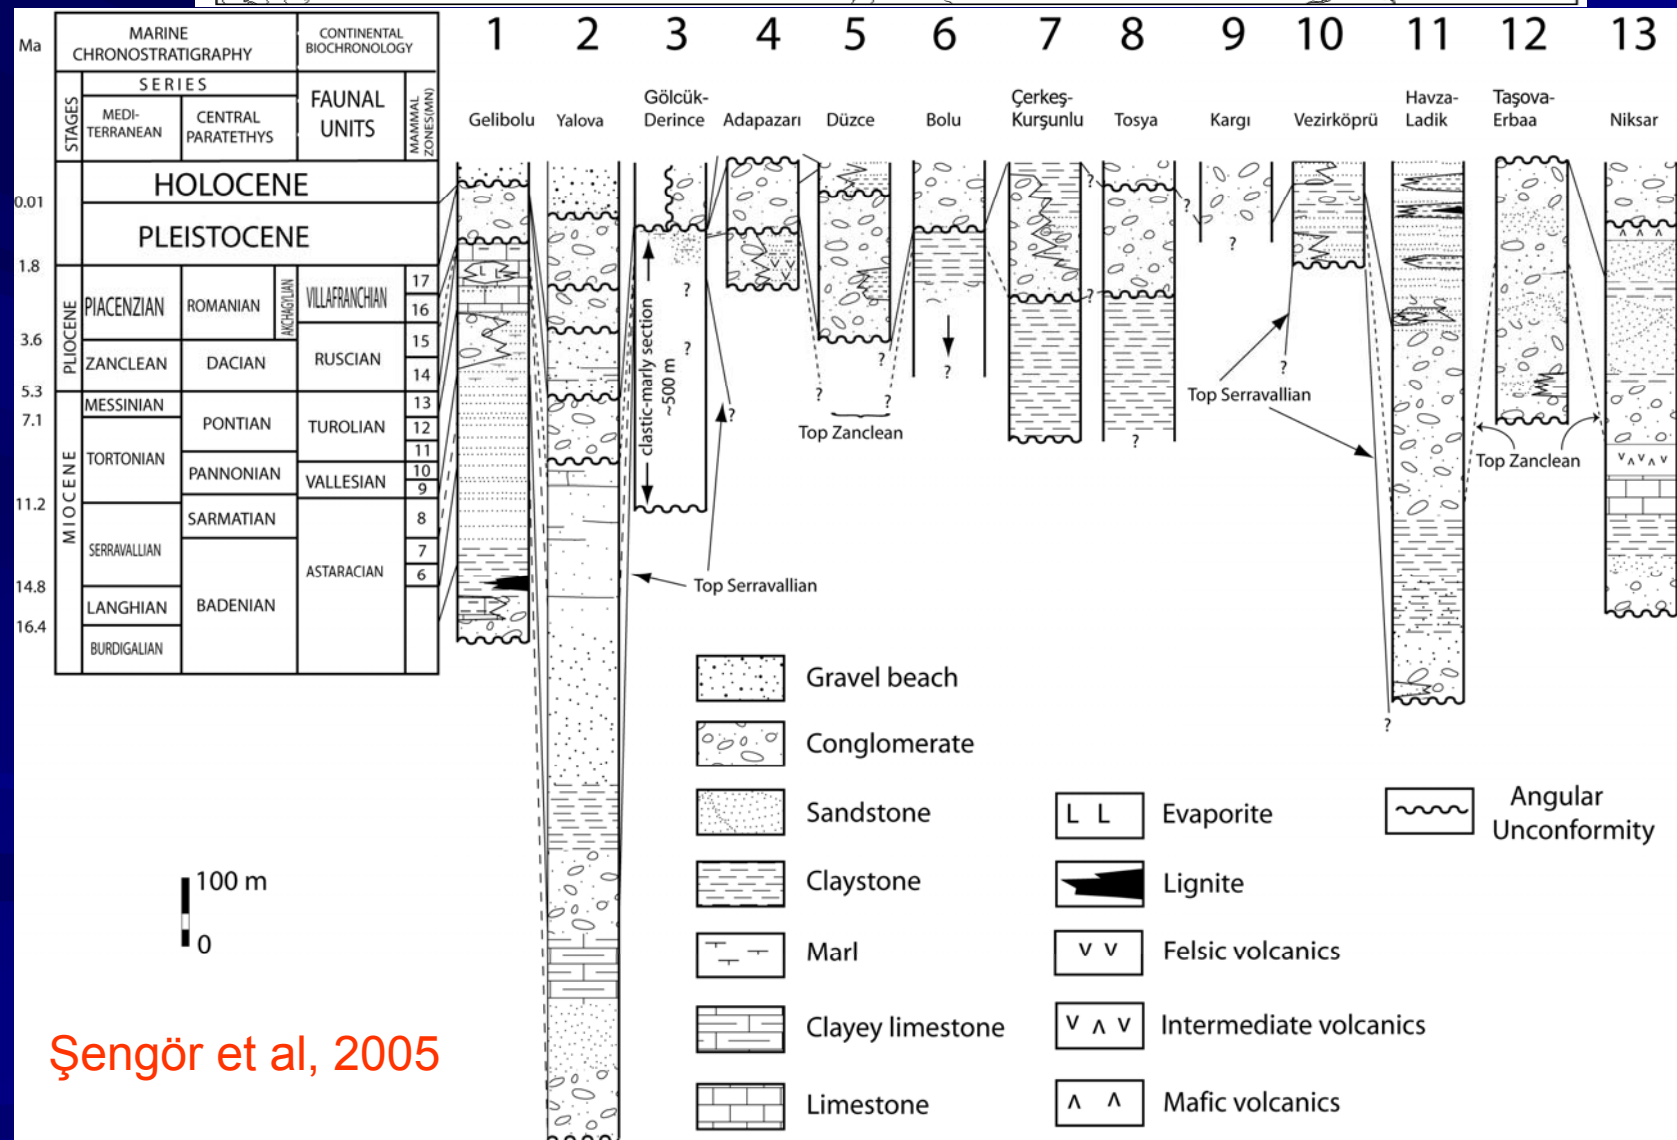 Ma
MARINE
CHRONOSTRATIGRAPHY
CONTINENTAL
BIOCHRONOLOGY
STAGES
SERIES
MEDI-
TERRANEAN
CENTRAL
PARATETHYS
FAUNAL
UNITS
MAMMAL
ZONES(MN)
1 2 3 4 5 6 7 8 9 10 11 12 13
Gelibolu
Yalova
Gölcük-
Derince
Adapazarı
Düzce
Bolu
Çerkeş-
Kurşunlu
Tosya
Kargı
Vezirköprü
Havza-
Ladik
Taşova-
Erbaa
Niksar
HOLOCENE
0.01
PLEISTOCENE
1.8
PLIOCENE
PIACENZIAN
ROMANIAN
AKCHAGYLIAN
VILLAFRANCHIAN
17
16
3.6
ZANCLEAN
DACIAN
RUSCIAN
15
14
5.3
MIOCENE
MESSINIAN
7.1
PONTIAN
TUROLIAN
13
12
11
TORTONIAN
PANNONIAN
VALLESIAN
10
9
11.2
SARMATIAN
8
SERRAVALLIAN
ASTARACIAN
7
6
14.8
LANGHIAN
BADENIAN
16.4
BURDIGALIAN
L L
clastic-marly section
~500 m
? ?
?
Top Serravallian
? ? ?
Top Zanclean
?
? ?
?
? ?
?
Top Serravallian
?
?
Top Zanclean
100 m
0
Gravel beach
Conglomerate
Sandstone
Claystone
Marl
Clayey limestone
Limestone
L L Evaporite
Lignite
Felsic volcanics
Intermediate volcanics
Mafic volcanics
Angular
Unconformity
Şengör et al, 2005